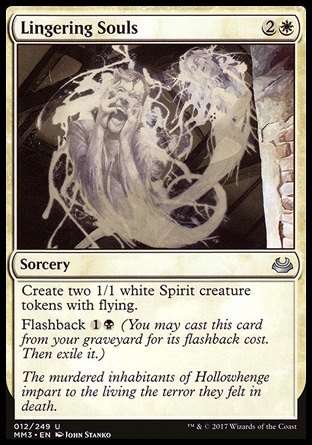 Lingering Souls 2
Sorcery
Create two 1/1 white Spirit creature
tokens with flying.
Flashback 1 (You may cast this card
from your graveyard for its flashback cost.
Then exile it.)
The murdered inhabitants of Hollowhenge
impart to the living the terror they felt in
death.
012/249 U
MM3 • EN John Stanko ™ & © 2017 Wizards of the Coast